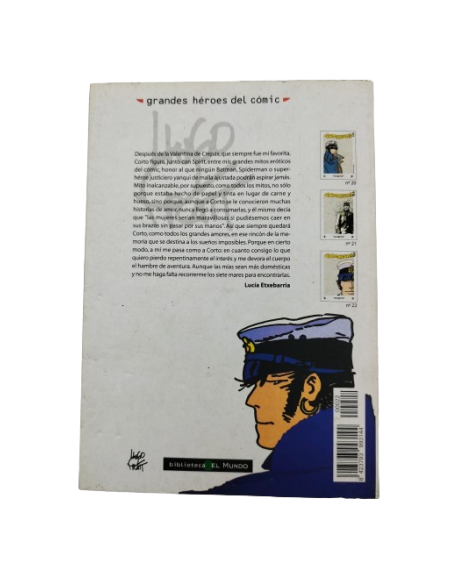 grandes héroes del cómic
HUGO
Después de la Valentina de Crepax, que siempre fue mi favorita,
Corto figura, junto con Spirit, entre mis grandes mitos eróticos
del cómic, honor al que ningún Batman, Spiderman o super-
héroe justiciero yanqui de malla ajustada podrán aspirar jamás.
Mito inalcanzable, por supuesto, como todos los mitos, no sólo
porque estaba hecho de papel y tinta en lugar de carne y
hueso, sino porque, aunque a Corto se le conocieron muchas
historias de amor, nunca llegó a consumarlas, y él mismo decía
que "las mujeres serían maravillosas si pudiésemos caer en
sus brazos sin pasar por sus manos". Así que siempre quedará
Corto, como todos los grandes amores, en ese rincón de la me-
moria que se destina a los sueños imposibles. Porque en cierto
modo, a mí me pasa como a Corto: en cuanto consigo lo que
quiero pierdo repentinamente el interés y me devora el cuerpo
el hambre de aventura. Aunque las mías sean más domésticas
y no me haga falta recorrerme los siete mares para encontrarlas.
Lucía Etxebarria
nº 20
nº 21
nº 22
biblioteca EL MUNDO